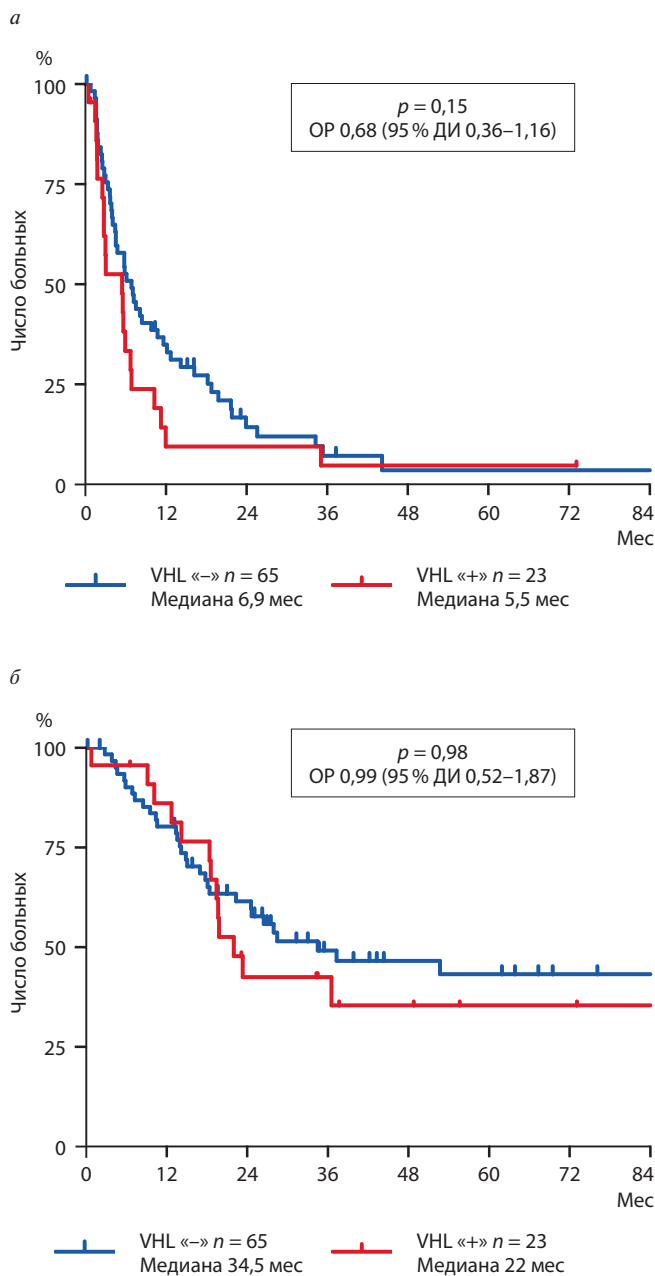 а
%
100
p = 0,15
ОР 0,68 (95 % ДИ 0,36–1,16)
75
Число больных
50
25
0
0 12 24 36 48 60 72 84
Мес
VHL «–» n = 65 VHL «+» n = 23
Медиана 6,9 мес Медиана 5,5 мес
б
%
100
p = 0,98
ОР 0,99 (95 % ДИ 0,52–1,87)
75
Число больных
50
25
0
0 12 24 36 48 60 72 84
Мес
VHL «–» n = 65 VHL «+» n = 23
Медиана 34,5 мес Медиана 22 мес